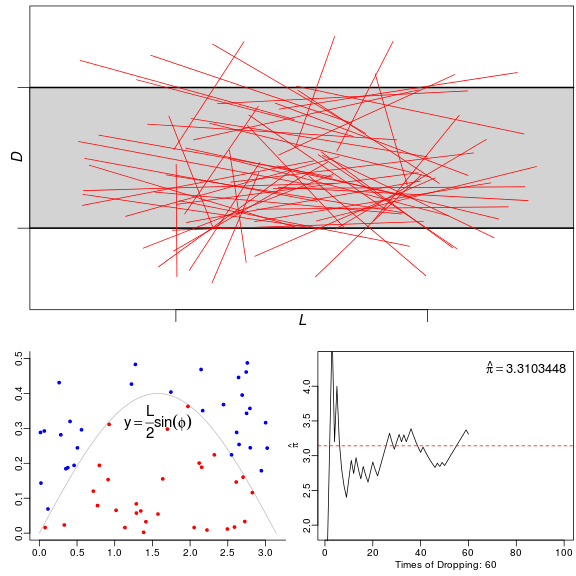 D
L
0.0 0.1 0.2 0.3 0.4 0.5
y = L/2 sin(ϕ)
0.0 0.5 1.0 1.5 2.0 2.5 3.0
π̂ = 3.3103448
π̂
2.0 2.5 3.0 3.5 4.0
0 20 40 60 80 100
Times of Dropping: 60